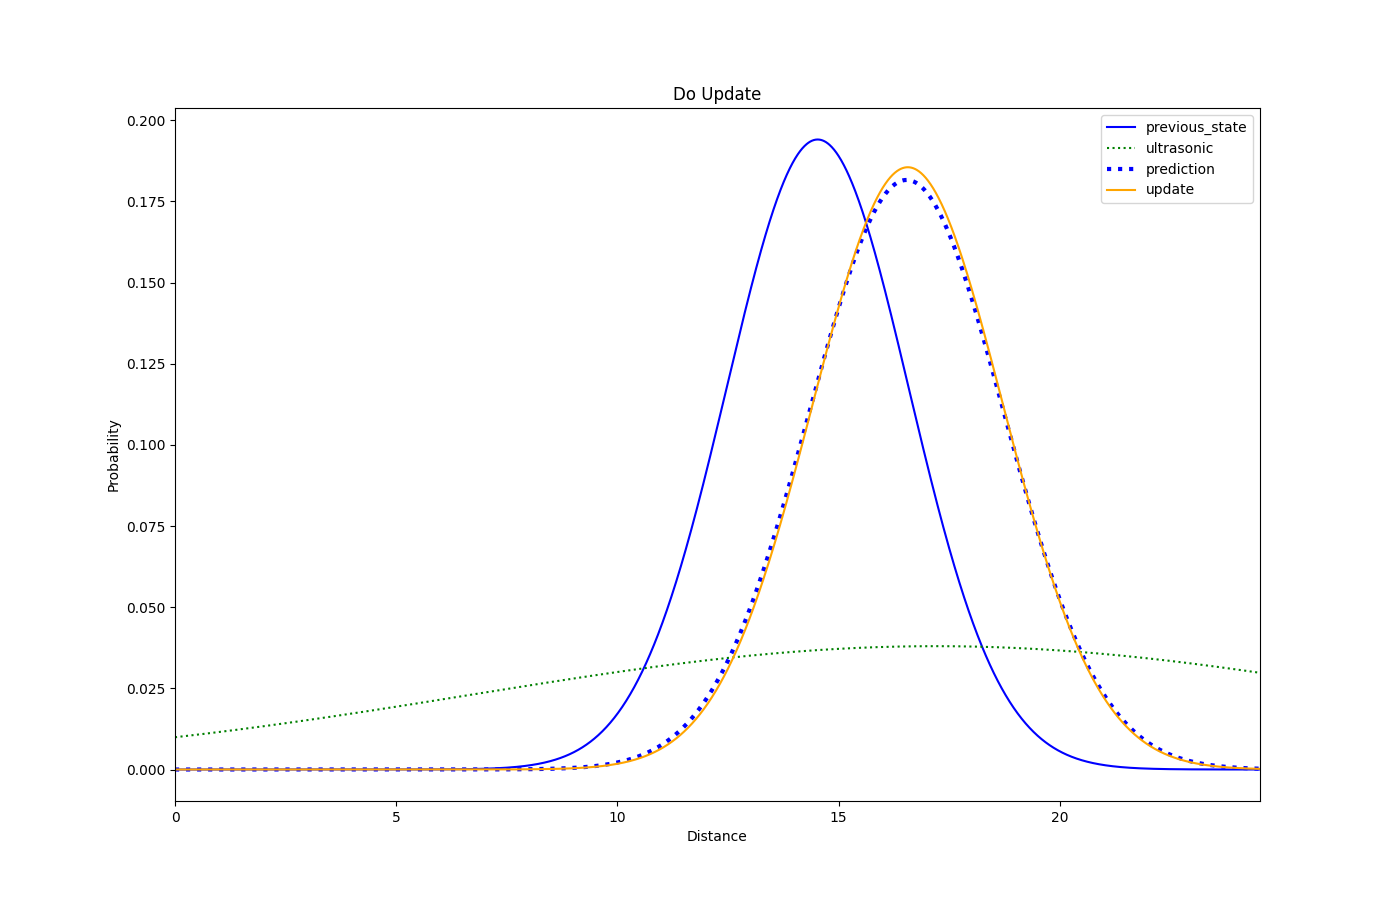 Do Update
previous_state
ultrasonic
prediction
update
0.200
0.175
0.150
0.125
0.100
0.075
0.050
0.025
0.000
Probability
0 5 10 15 20
Distance